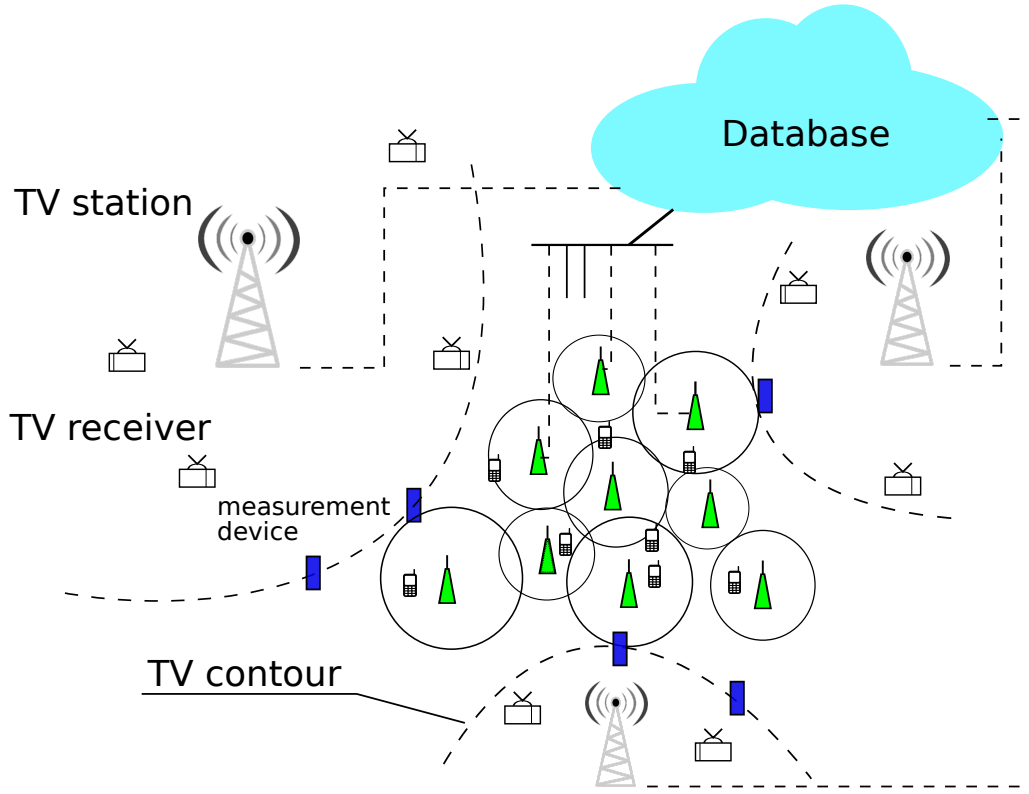 Database
TV station
TV receiver
measurement
device
TV contour